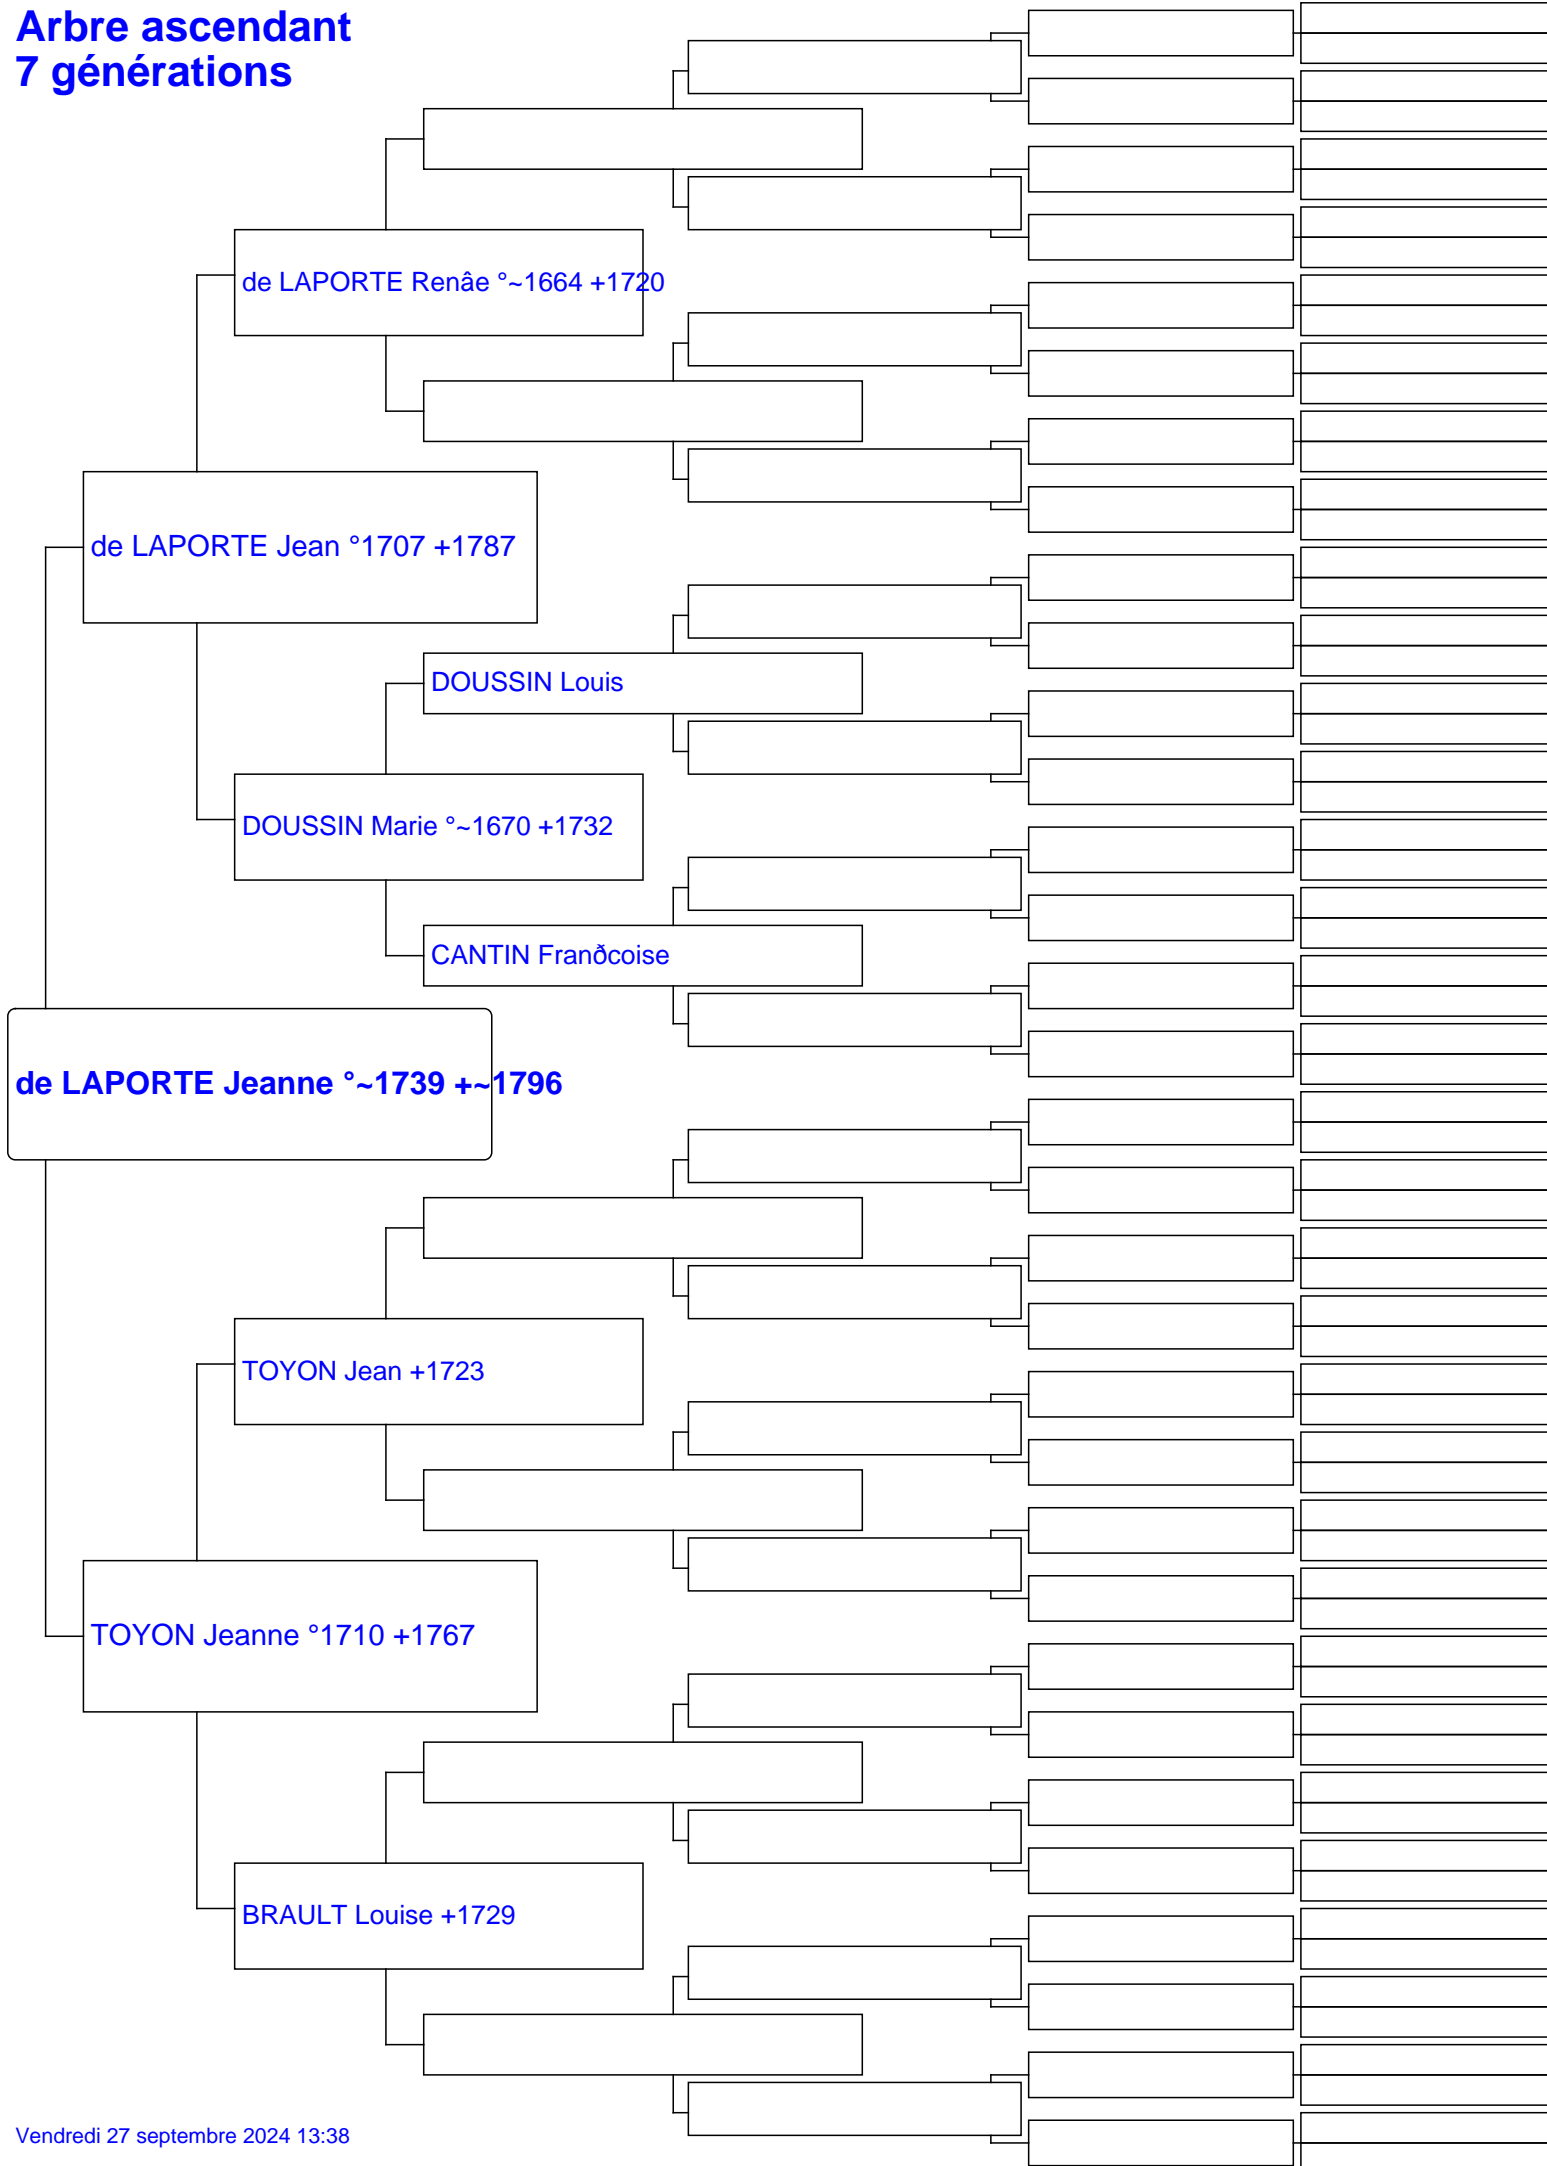 Arbre ascendant
7 générations
de LAPORTE Renâe °~1664 +1720
de LAPORTE Jean °1707 +1787
DOUSSIN Louis
DOUSSIN Marie °~1670 +1732
CANTIN Franðcoise
de LAPORTE Jeanne °~1739 +~1796
TOYON Jean +1723
TOYON Jeanne °1710 +1767
BRAULT Louise +1729
Vendredi 27 septembre 2024 13:38